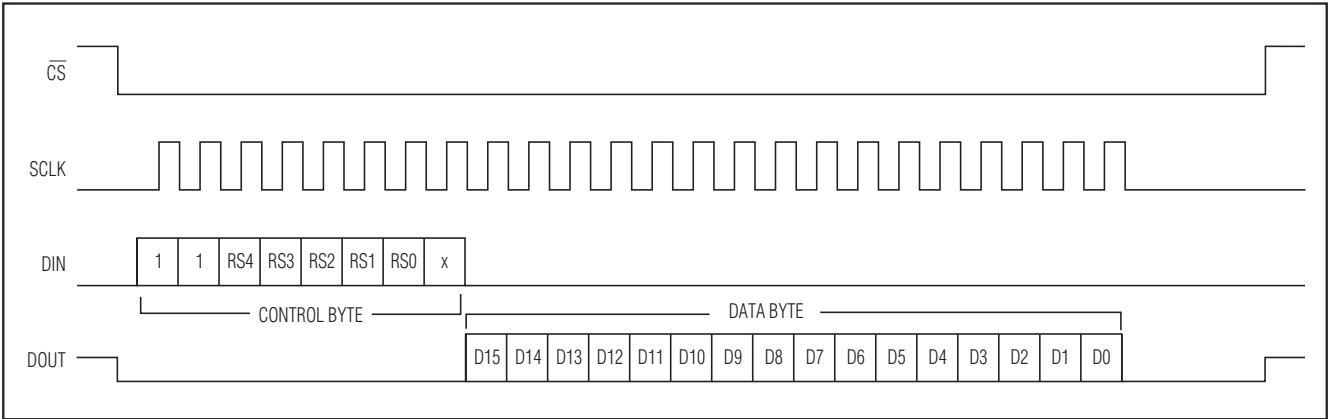 CS
SCLK
DIN 1 1 RS4 RS3 RS2 RS1 RS0 x
CONTROL BYTE DATA BYTE
DOUT D15 D14 D13 D12 D11 D10 D9 D8 D7 D6 D5 D4 D3 D2 D1 D0